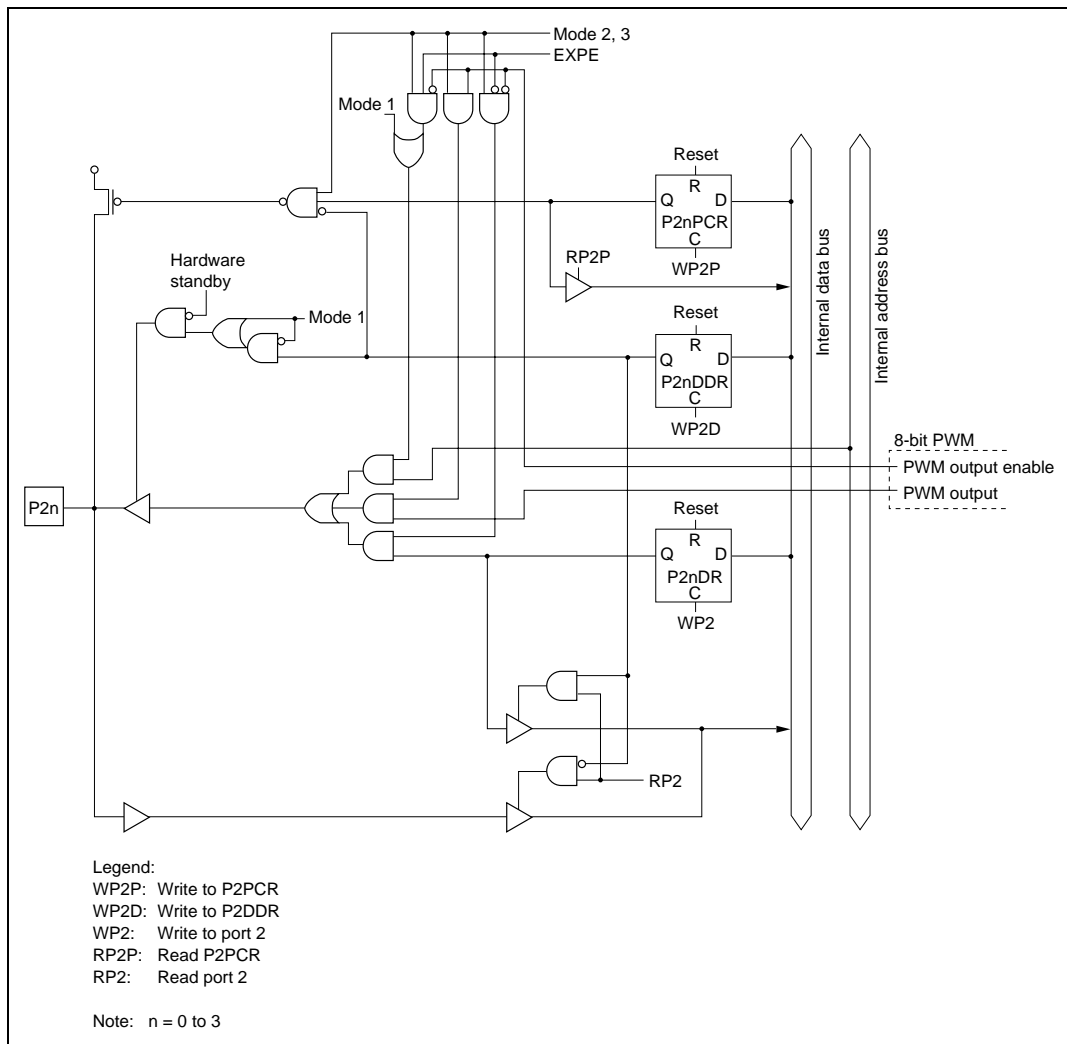 Mode 2, 3
EXPE
Mode 1
Reset
R
Q D
P2nPCR
C
WP2P
RP2P
Hardware
standby
Mode 1
Reset
R
Q D
P2nDDR
C
WP2D
Internal data bus
Internal address bus
8-bit PWM
PWM output enable
PWM output
P2n
Reset
R
Q D
P2nDR
C
WP2
RP2
Legend:
WP2P: Write to P2PCR
WP2D: Write to P2DDR
WP2: Write to port 2
RP2P: Read P2PCR
RP2: Read port 2
Note: n = 0 to 3